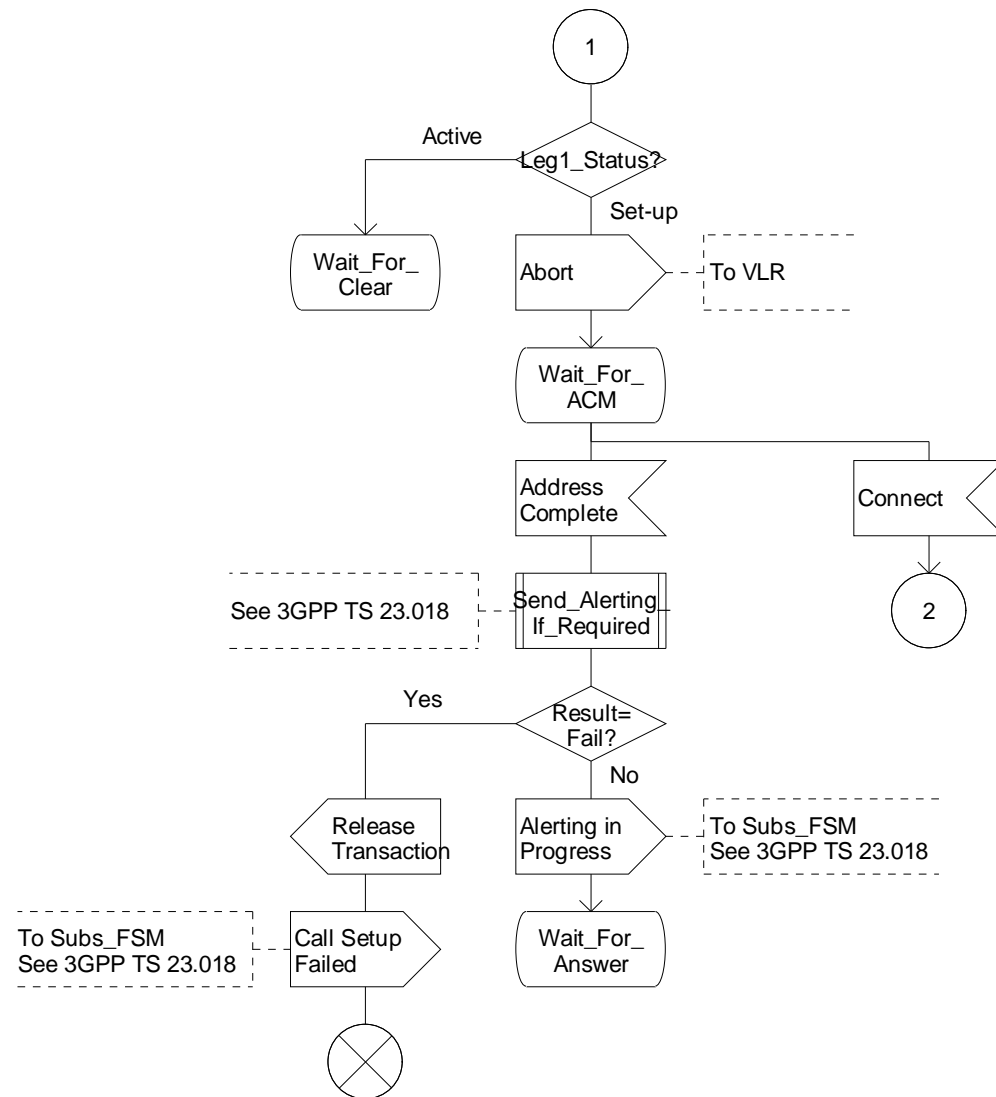 1
Active
Leg1_Status?
Set-up
Wait_For_
Clear
Abort
To VLR
Wait_For_
ACM
Address
Complete
Connect
See 3GPP TS 23.018
Send_Alerting_
If_Required
2
Yes
Result=
Fail?
No
Release
Transaction
Alerting in
Progress
To Subs_FSM
See 3GPP TS 23.018
To Subs_FSM
See 3GPP TS 23.018
Call Setup
Failed
Wait_For_
Answer